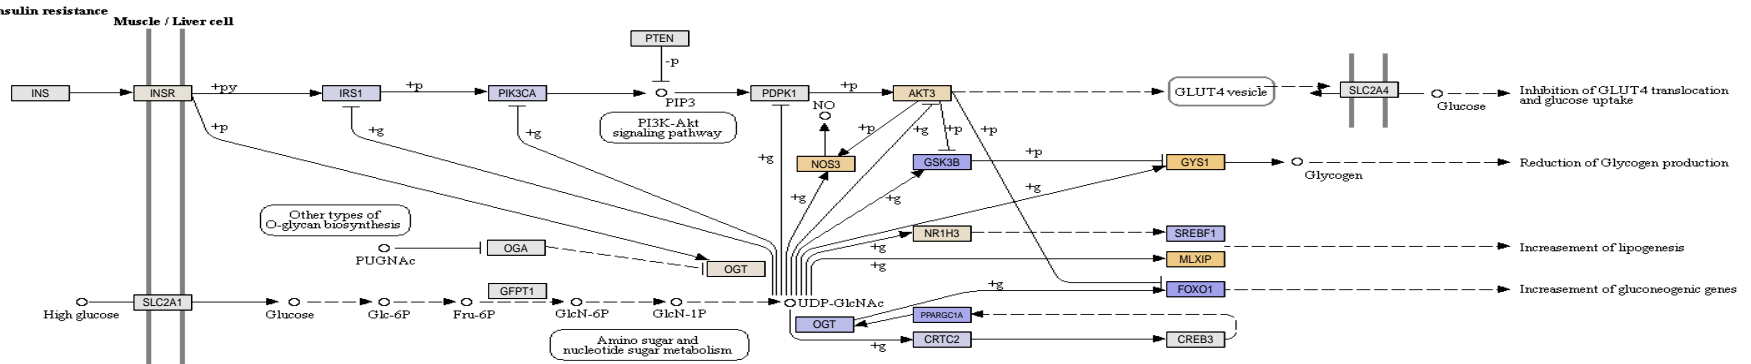 nsulin resistance
Muscle / Liver cell
PTEN
-p
INS
INSR
+py
IRS1
+p
PIK3CA
PIP3
PDPK1
+p
AKT3
GLUT4 vesicle
SLC2A4
Glucose
Inhibition of GLUT4 translocation
and glucose uptake
PI3K-Akt
signaling pathway
NO
+p
+g
+g
+p
+g
+p
+p
+g
NOS3
GSK3B
+p
GYS1
Glycogen
Reduction of Glycogen production
+g
+g
+g
Other types of
O-glycan biosynthesis
PUGNAc
OGA
OGT
NR1H3
+g
SREBF1
Increasement of lipogenesis
+g
MLXIP
High glucose
SLC2A1
Glucose
Glc-6P
Fru-6P
GFPT1
GlcN-6P
GlcN-1P
UDP-GlcNAc
+g
FOXO1
Increasement of gluconeogenic genes
OGT
PPARGC1A
Amino sugar and
nucleotide sugar metabolism
+g
CRTC2
CREB3